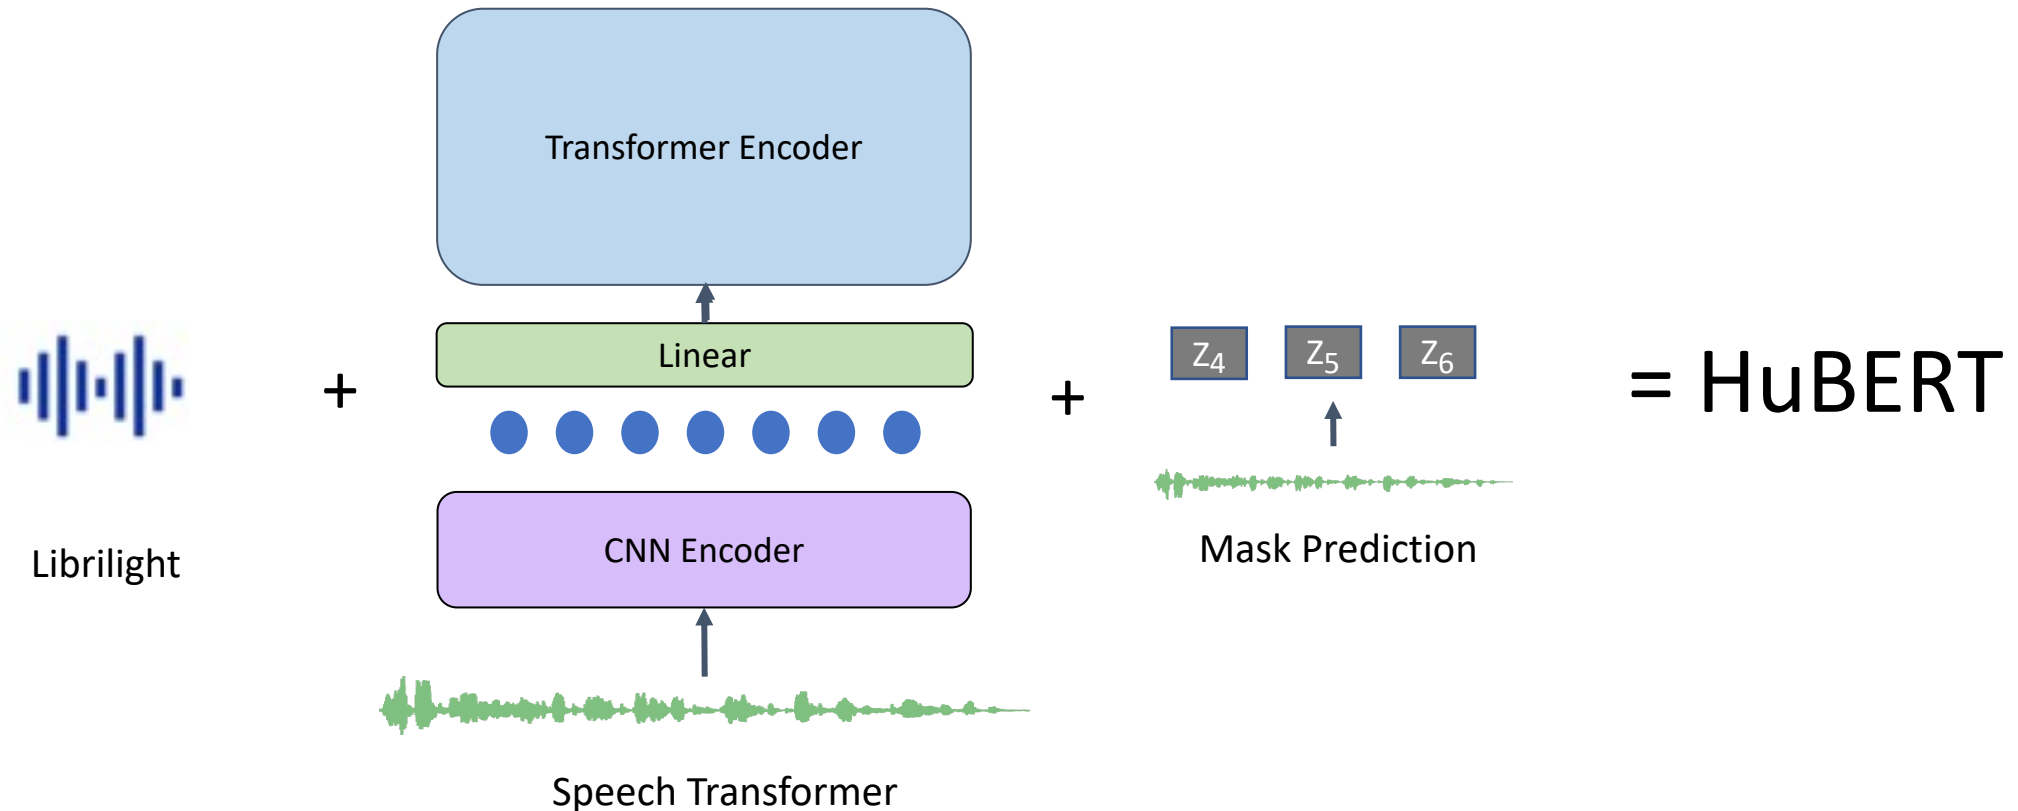 Transformer Encoder
Linear
CNN Encoder
Speech Transformer
Librilight
+
+
Z4 Z5 Z6
Mask Prediction
= HuBERT